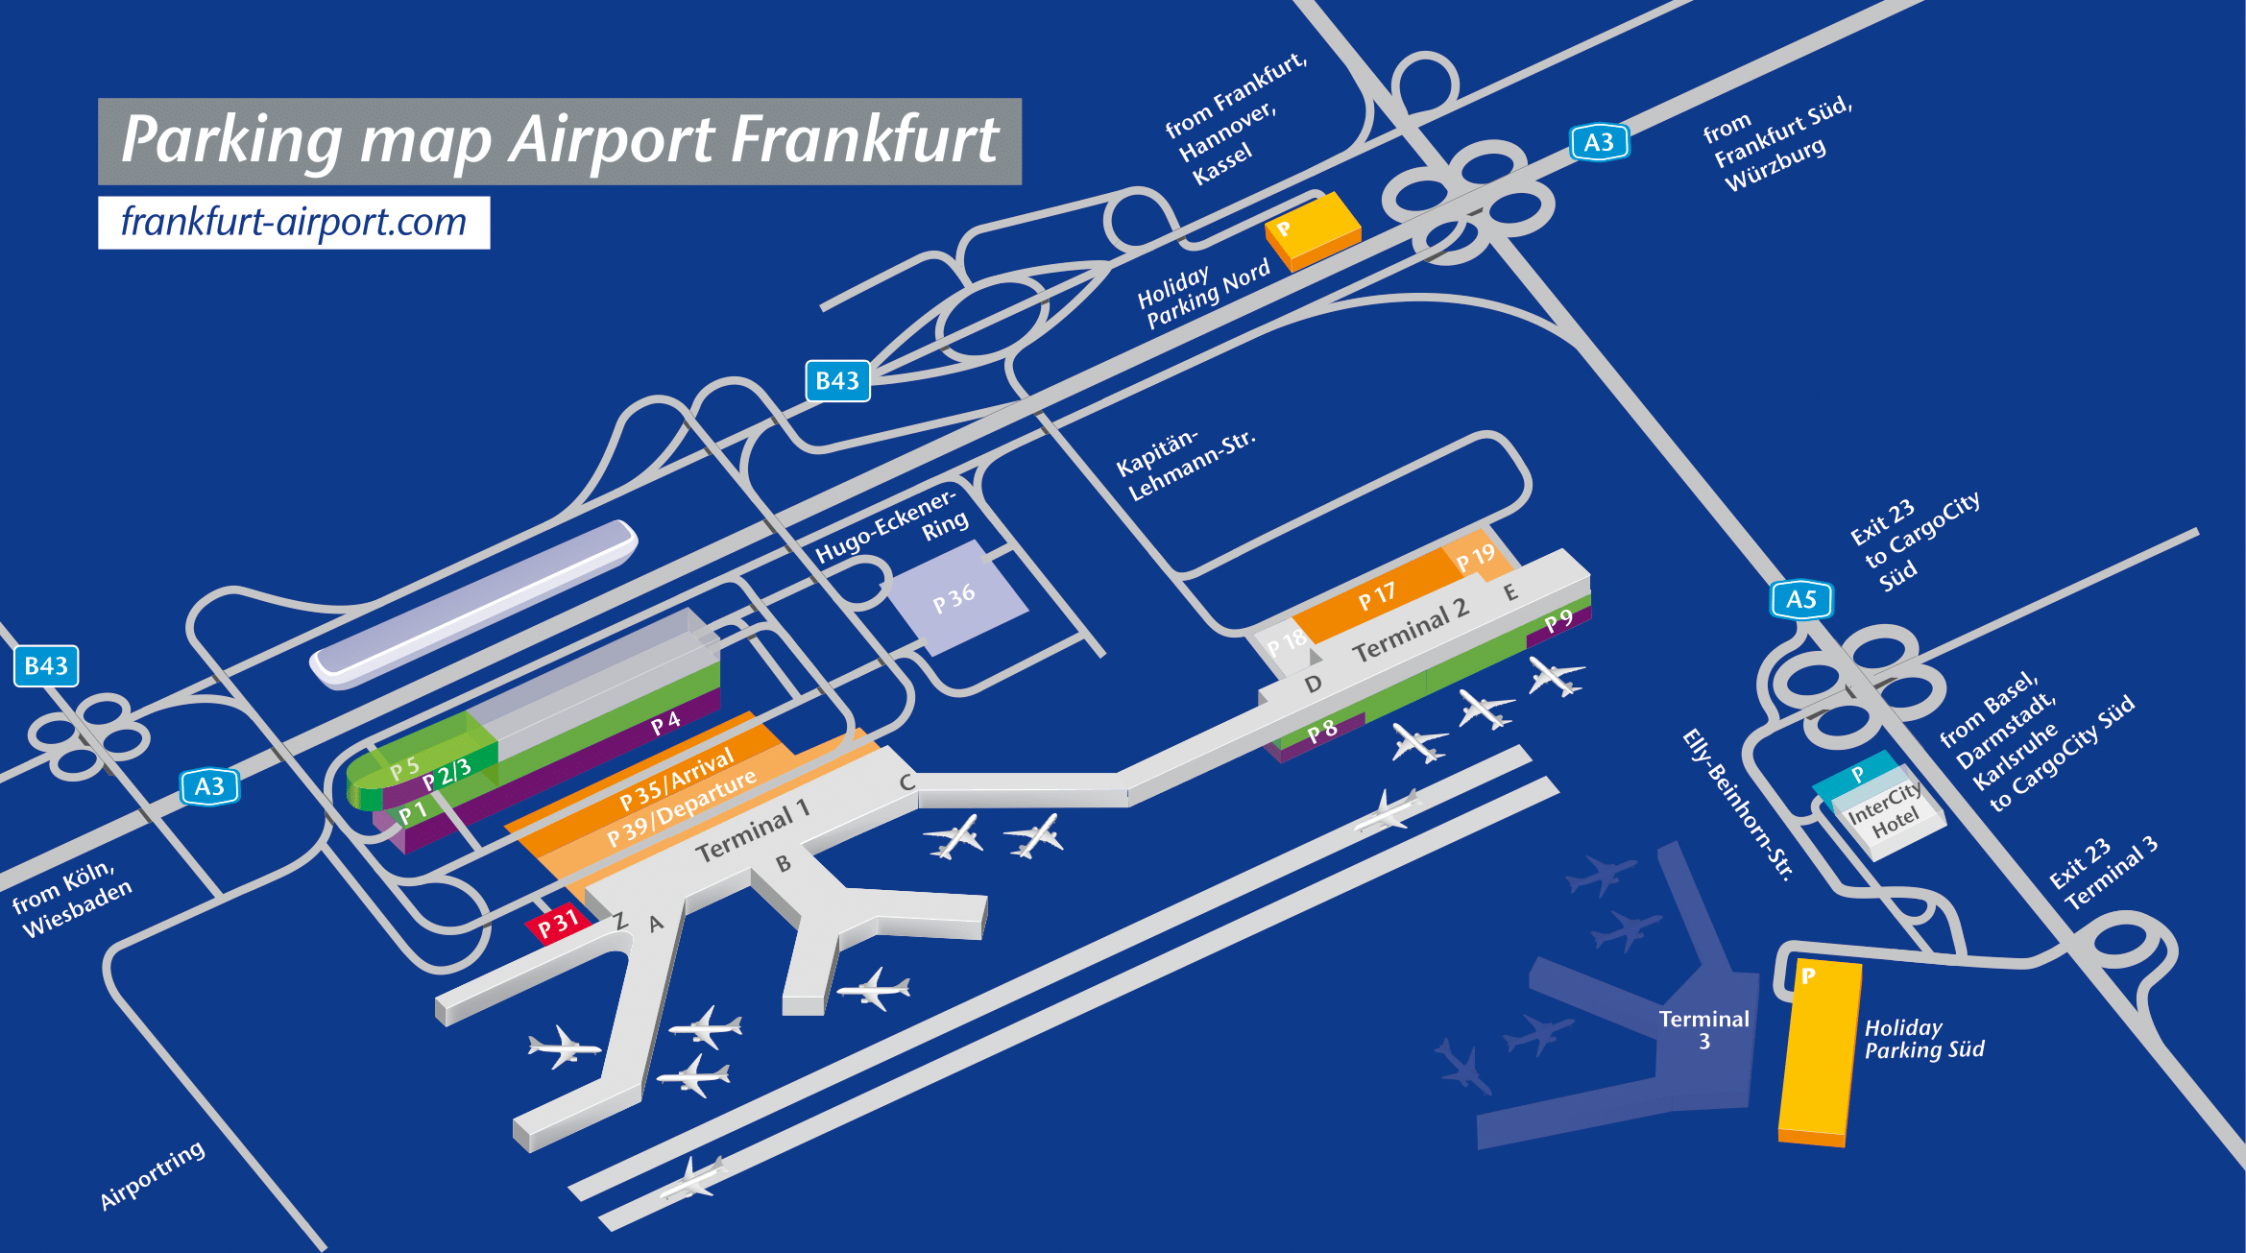 Parking map Airport Frankfurt
frankfurt-airport.com
from Frankfurt,
Hannover,
Kassel
A3
from
Frankfurt Süd,
Würzburg
P
Holiday
Parking Nord
B43
Kapitän-
Lehmann-Str.
Hugo-Eckener-
Ring
P 36
Exit 23
to CargoCity
Süd
A5
P 17
P 19
P 18
Terminal 2
E
D
P 9
P 8
B43
A3
from Köln,
Wiesbaden
P 5
P 2/3
P 1
P 4
P 35/Arrival
P 39/Departure
Terminal 1
C
B
Z
A
P 31
Elly-Beinhorn-Str.
from Basel,
Darmstadt,
Karlsruhe
to CargoCity Süd
P
InterCity
Hotel
Exit 23
Terminal 3
P
Terminal
3
Holiday
Parking Süd
Airportring